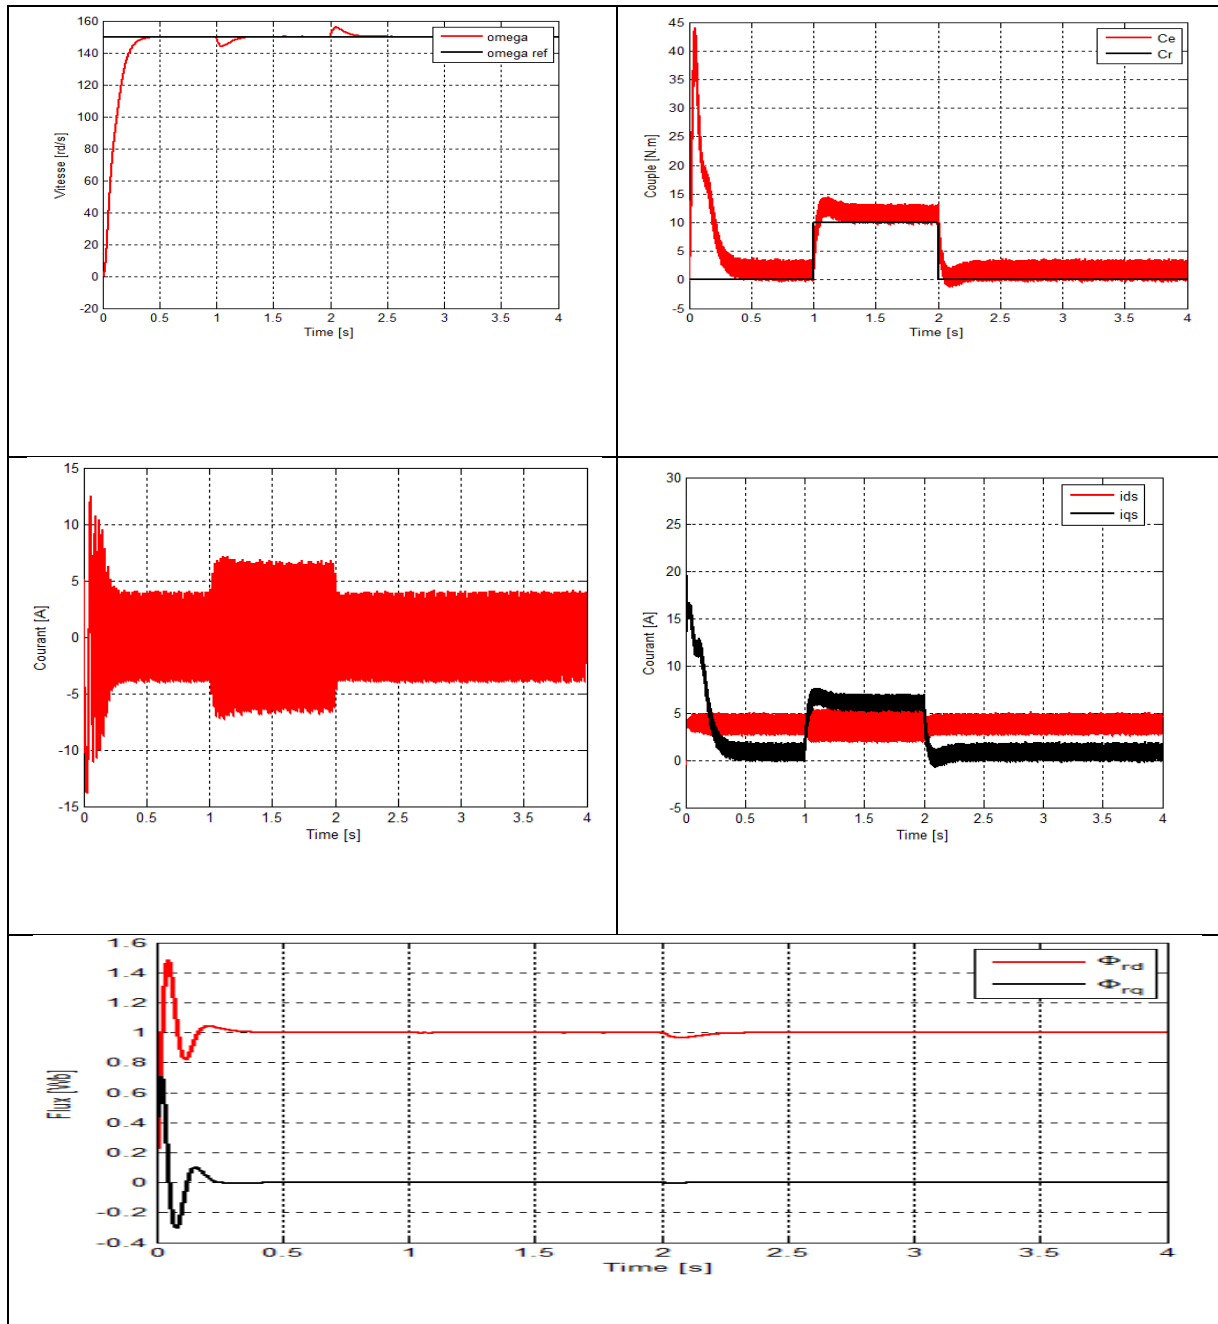 160
140
120
100
80
60
40
20
0
-20
Vitesse [rd/s]
omega
omega ref
0 0.5 1 1.5 2 2.5 3 3.5 4
Time [s]
45
40
35
30
25
20
15
10
5
0
-5
Couple [N.m]
Ce
Cr
0 1 1.5 2 2.5 3 3.5 4
Time [s]
15
10
5
0
-5
-10
-15
Courant [A]
0 0.5 1 1.5 2 2.5 3 3.5 4
Time [s]
30
25
20
15
10
5
0
-5
Courant [A]
ids
iqs
0 0.5 1 1.5 2 2.5 3 3.5 4
Time [s]
1.6
1.4
1.2
1
0.8
0.6
0.4
0.2
0
-0.2
-0.4
Flux [Wb]
Φrd
Φrq
0 0.5 1 1.5 2 2.5 3 3.5 4
Time [s]